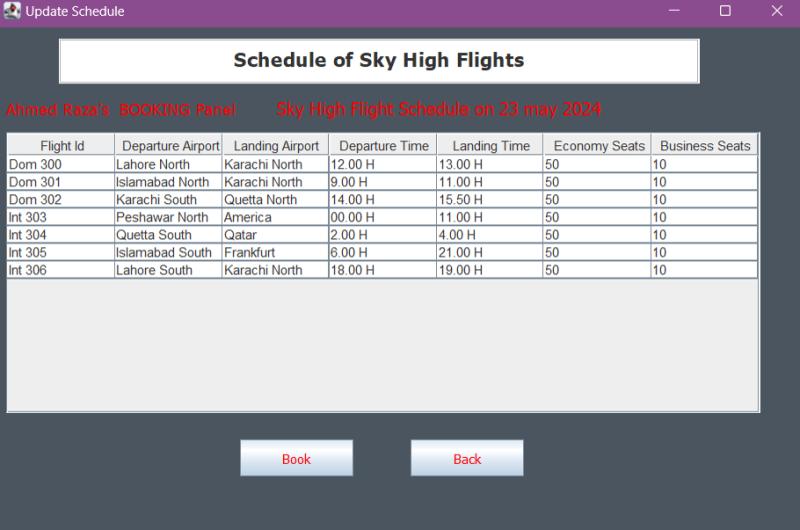 Update Schedule
Schedule of Sky High Flights
Ahmed Raza's BOOKING Panel Sky High Flight Schedule on 23 may 2024
Flight Id Departure Airport Landing Airport Departure Time Landing Time Economy Seats Business Seats
Dom 300 Lahore North Karachi North 12.00 H 13.00 H 50 10
Dom 301 Islamabad North Karachi North 9.00 H 11.00 H 50 10
Dom 302 Karachi South Quetta North 14.00 H 15.50 H 50 10
Int 303 Peshawar North America 00.00 H 11.00 H 50 10
Int 304 Quetta South Qatar 2.00 H 4.00 H 50 10
Int 305 Islamabad South Frankfurt 6.00 H 21.00 H 50 10
Int 306 Lahore South Karachi North 18.00 H 19.00 H 50 10
Book Back